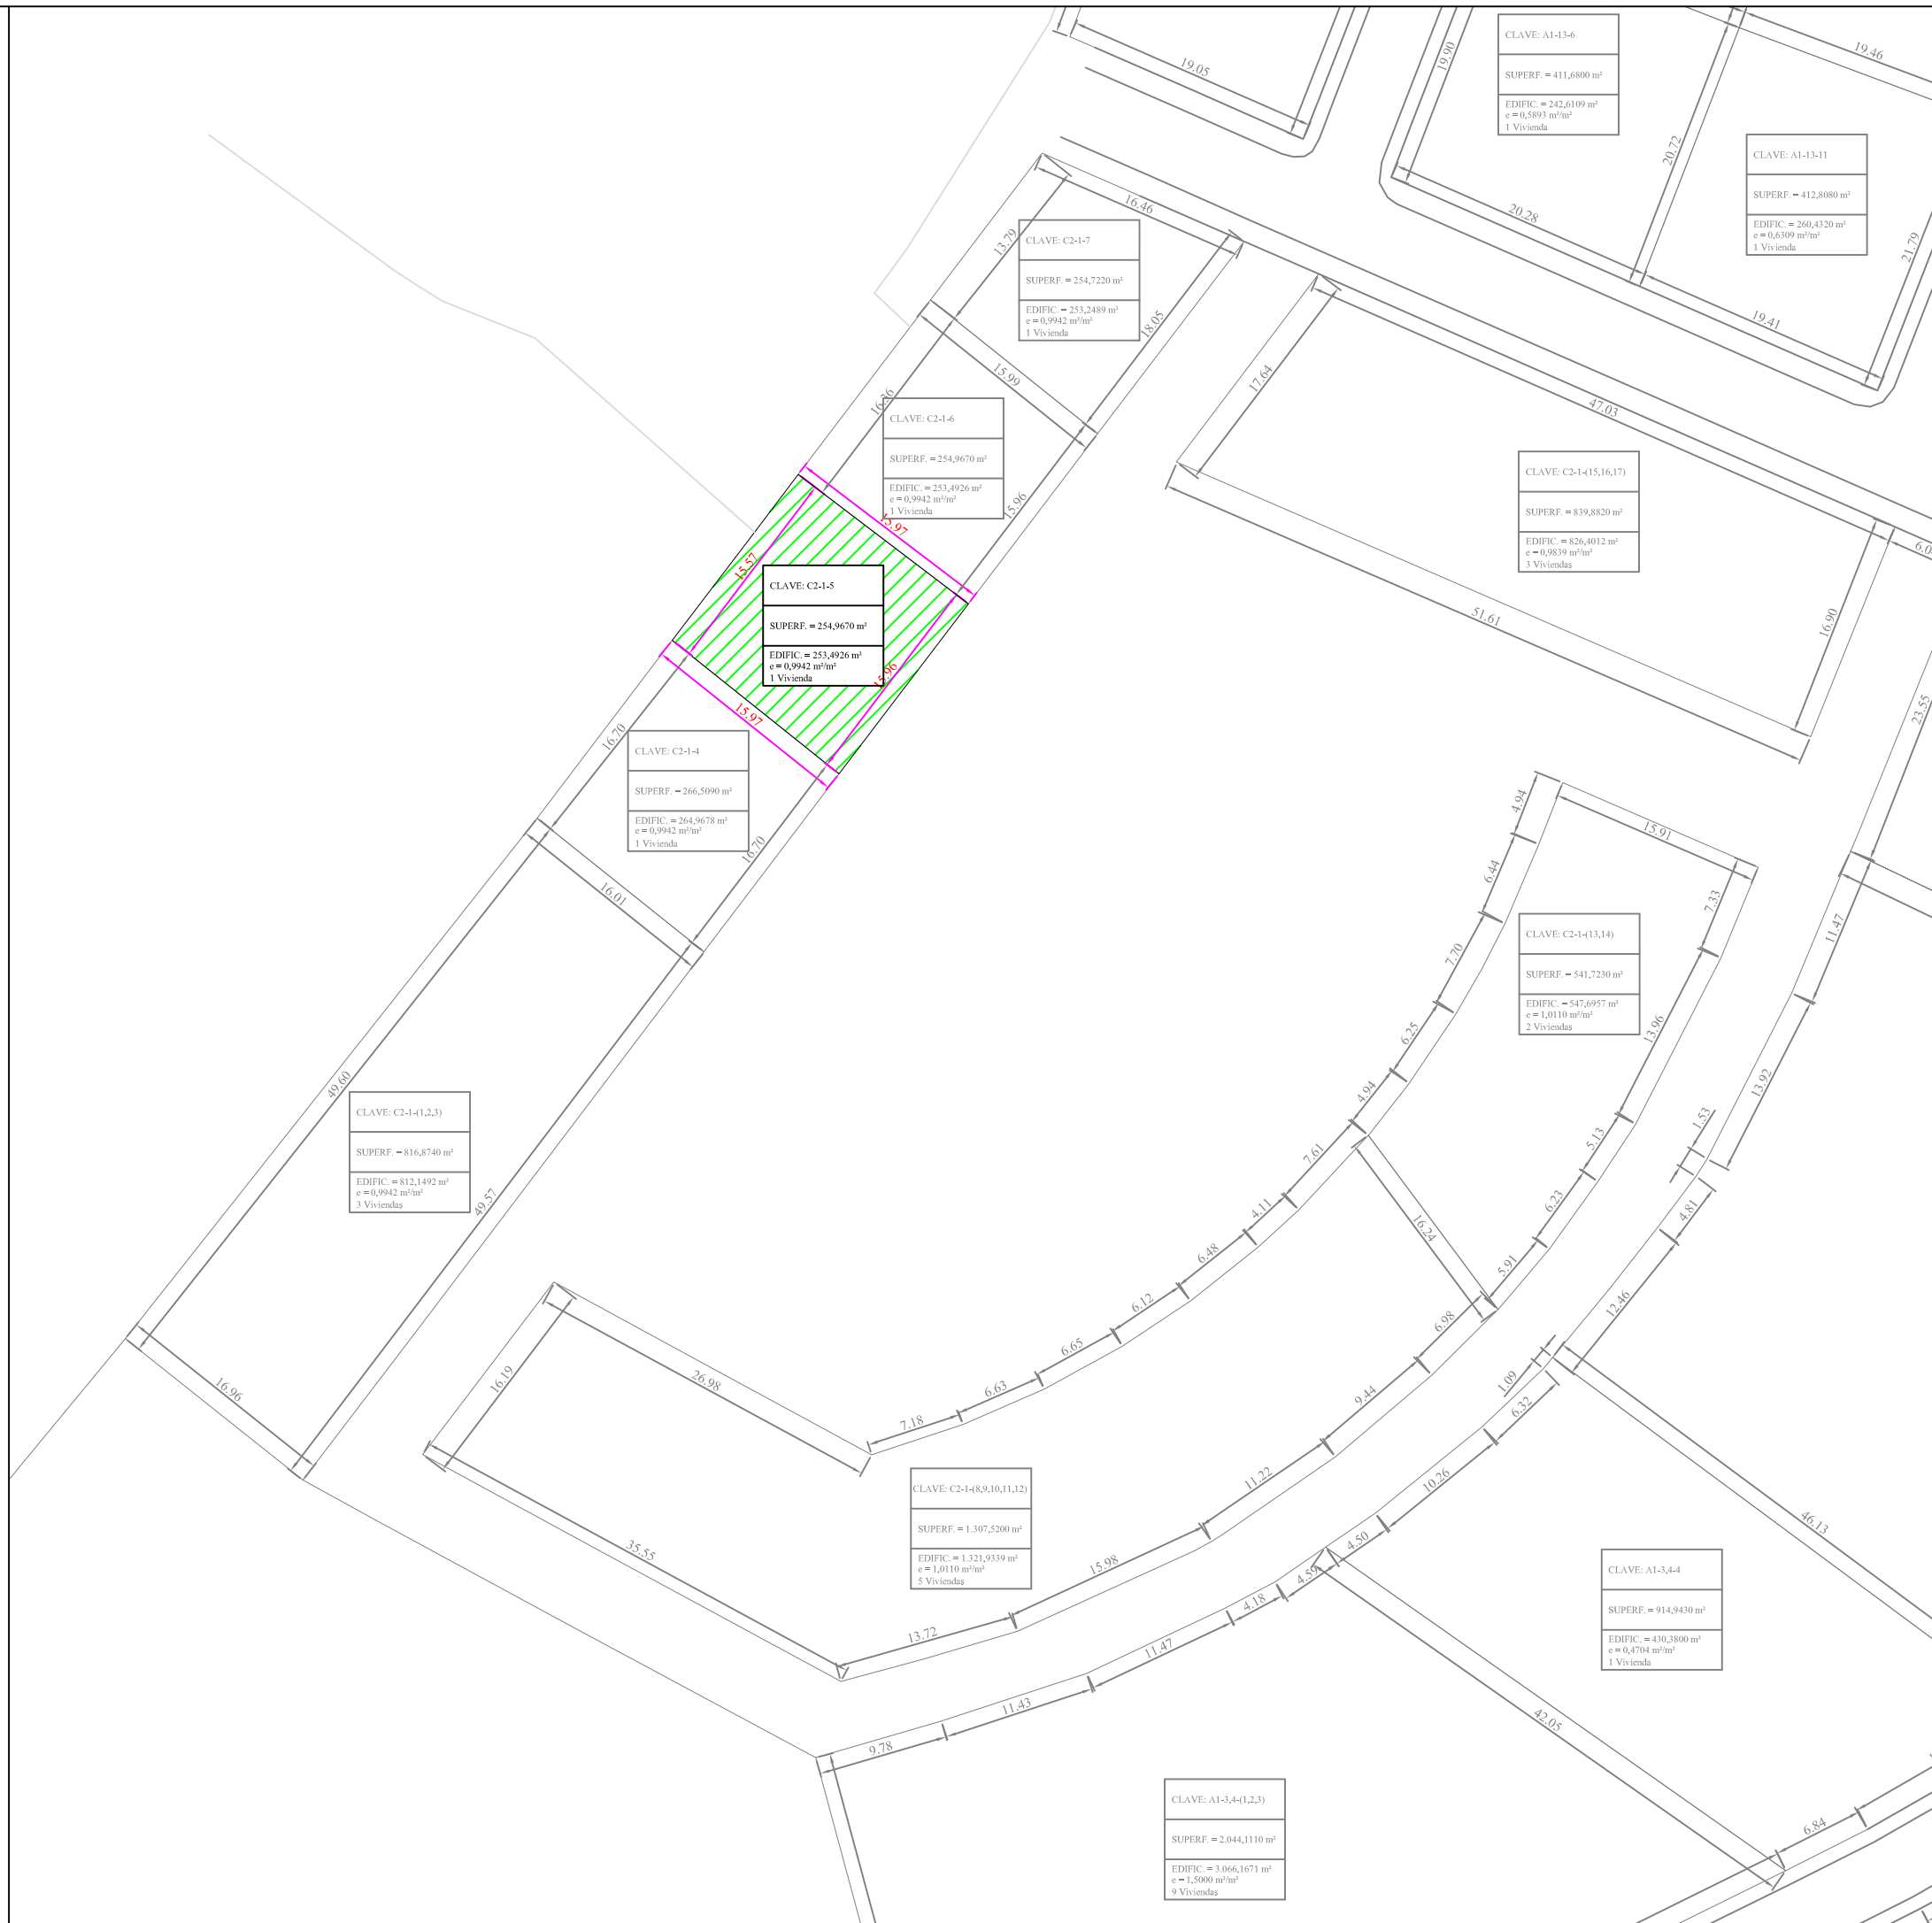 19.05
19.90
CLAVE: A1-13-6
SUPERF. = 411,6800 m²
EDIFIC. = 242,6109 m²
e = 0,5893 m²/m²
1 Vivienda
19.46
20.72
CLAVE: A1-13-11
SUPERF. = 412,8080 m²
EDIFIC. = 260,4320 m²
e = 0,6309 m²/m²
1 Vivienda
20.28
21.79
19.41
16.46
13.79
CLAVE: C2-1-7
SUPERF. = 254,7220 m²
EDIFIC. = 253,2489 m²
e = 0,9942 m²/m²
1 Vivienda
18.05
15.99
17.64
47.03
16.36
CLAVE: C2-1-6
SUPERF. = 254,9670 m²
EDIFIC. = 253,4926 m²
e = 0,9942 m²/m²
1 Vivienda
15.96
15.97
CLAVE: C2-1-(15,16,17)
SUPERF. = 839,8820 m²
EDIFIC. = 826,4012 m²
e = 0,9839 m²/m²
3 Viviendas
51.61
16.90
15.57
CLAVE: C2-1-5
SUPERF. = 254,9670 m²
EDIFIC. = 253,4926 m²
e = 0,9942 m²/m²
1 Vivienda
15.96
15.97
23.55
16.70
CLAVE: C2-1-4
SUPERF. = 266,5090 m²
EDIFIC. = 264,9678 m²
e = 0,9942 m²/m²
1 Vivienda
16.70
16.01
4.94
15.91
6.44
7.33
11.47
7.70
CLAVE: C2-1-(13,14)
SUPERF. = 541,7230 m²
EDIFIC. = 547,6957 m²
e = 1,0110 m²/m²
2 Viviendas
6.25
13.96
4.94
13.92
49.60
CLAVE: C2-1-(1,2,3)
SUPERF. = 816,8740 m²
EDIFIC. = 812,1492 m²
e = 0,9942 m²/m²
3 Viviendas
49.57
7.61
5.13
1.53
4.11
16.24
6.23
4.81
6.48
5.91
6.12
12.46
6.65
6.98
16.96
16.19
26.98
6.63
9.44
1.09
6.32
7.18
11.22
10.26
CLAVE: C2-1-(8,9,10,11,12)
SUPERF. = 1.307,5200 m²
EDIFIC. = 1.321,9339 m²
e = 1,0110 m²/m²
5 Viviendas
35.55
15.98
4.50
4.59
46.13
CLAVE: A1-3,4-4
SUPERF. = 914,9430 m²
EDIFIC. = 430,3800 m²
e = 0,4704 m²/m²
1 Vivienda
13.72
4.18
11.47
11.43
9.78
42.05
CLAVE: A1-3,4-(1,2,3)
SUPERF. = 2.044,1110 m²
EDIFIC. = 3.066,1671 m²
e = 1,5000 m²/m²
9 Viviendas
6.84